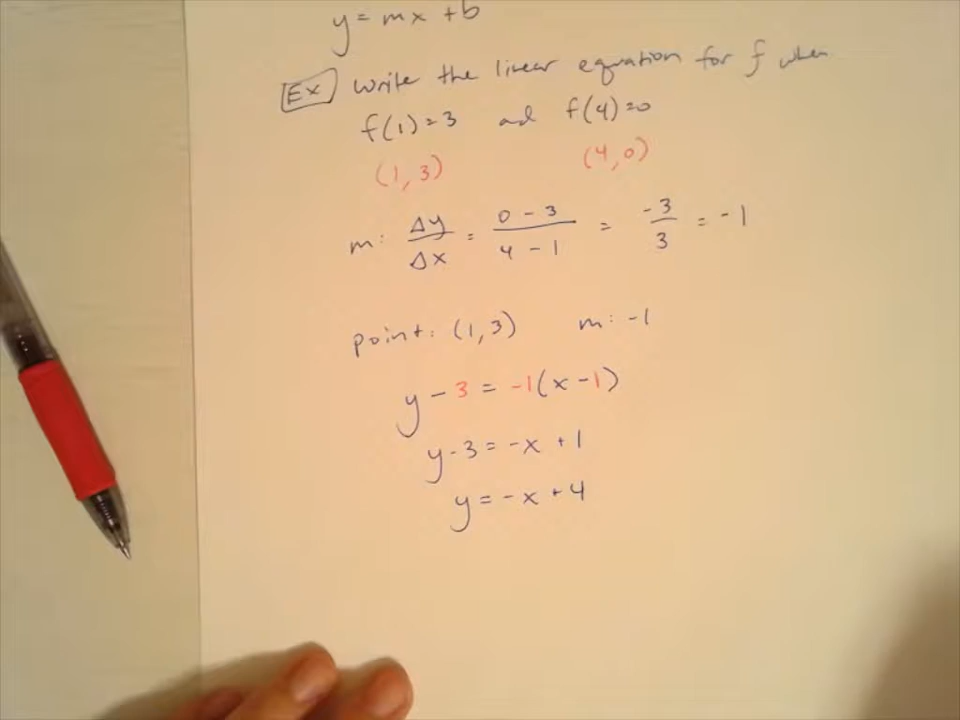 y = mx + b
Ex Write the linear equation for f when
f(1) = 3 and f(4) = 0
(1, 3) (4, 0)
m: Δy/Δx = 0 - 3/4 - 1 = -3/3 = -1
point: (1, 3) m: -1
y - 3 = -1(x - 1)
y - 3 = -x + 1
y = -x + 4